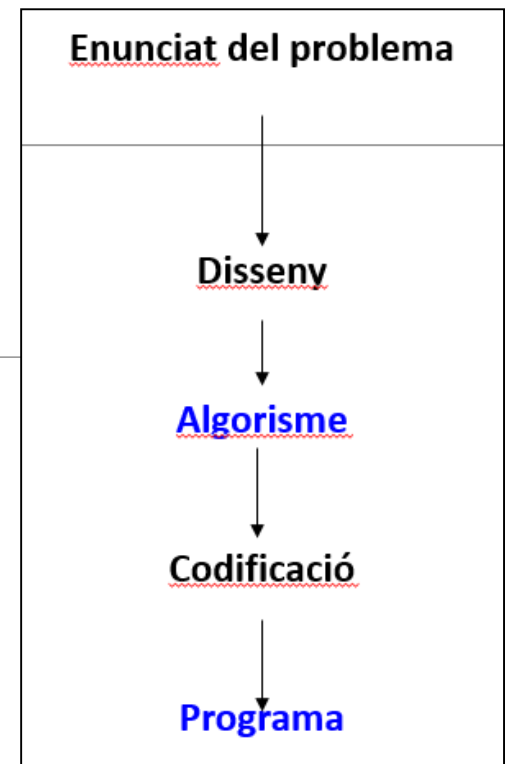 Enunciat del problema
Disseny
Algorisme
Codificació
Programa